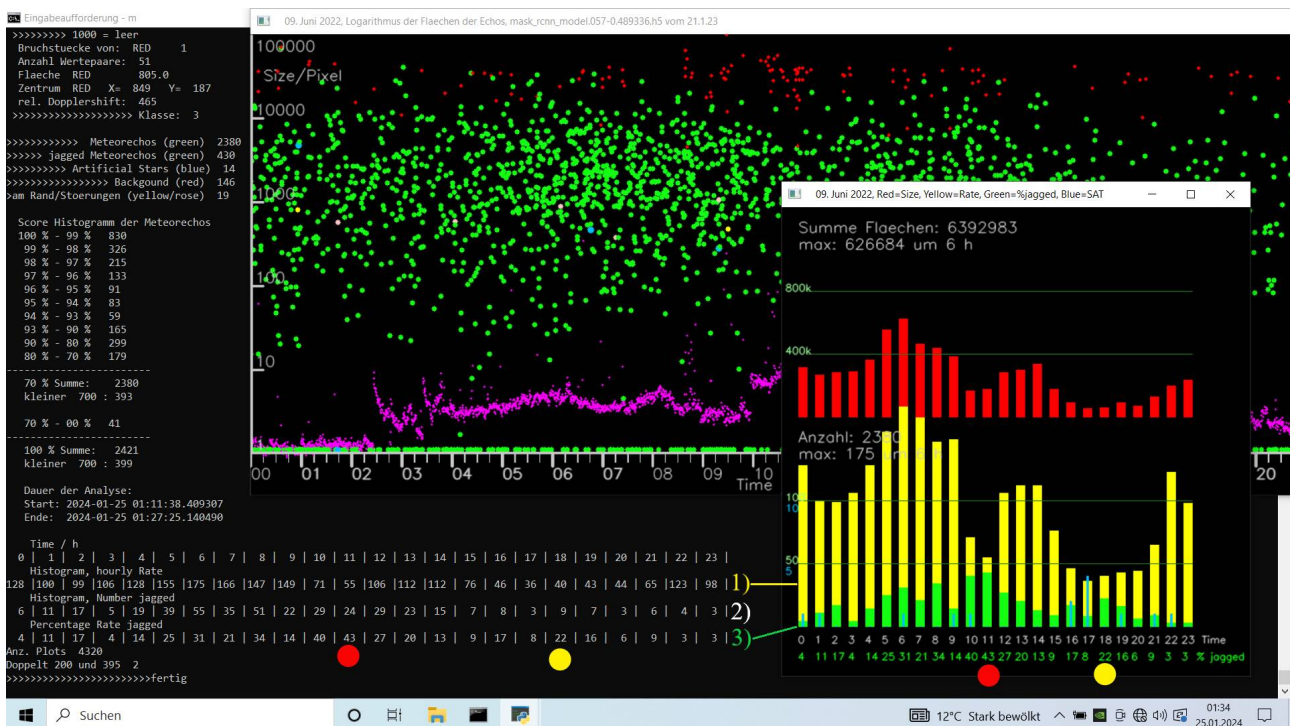 Eingabeaufforderung - m
>>>>>>>>> 1000 = leer
Bruchstuecke von: RED 1
Anzahl Wertepaare: 51
Flaeche RED 805.0
Zentrum RED X= 849 Y= 187
rel. Dopplershift: 465
>>>>>>>>>>>>>>>>>>>> Klasse: 3
>>>>>>>>>>>> Meteorechos (green) 2380
>>>>>> jagged Meteorechos (green) 430
>>>>>>>>>> Artificial Stars (blue) 14
>>>>>>>>>>>>>>>>> Backgound (red) 146
>am Rand/Stoerungen (yellow/rose) 19
Score Histogramm der Meteorechos
100 % - 99 % 830
99 % - 98 % 326
98 % - 97 % 215
97 % - 96 % 133
96 % - 95 % 91
95 % - 94 % 83
94 % - 93 % 59
93 % - 90 % 165
90 % - 80 % 299
80 % - 70 % 179
-------------------------
70 % Summe: 2380
kleiner 700 : 393
70 % - 00 % 41
-------------------------
100 % Summe: 2421
kleiner 700 : 399
Dauer der Analyse:
Start: 2024-01-25 01:11:38.409307
Ende: 2024-01-25 01:27:25.140490
Time / h
0 | 1 | 2 | 3 | 4 | 5 | 6 | 7 | 8 | 9 | 10 | 11 | 12 | 13 | 14 | 15 | 16 | 17 | 18 | 19 | 20 | 21 | 22 | 23 |
Histogram, hourly Rate
128 |100 | 99 |106 |128 |155 |175 |166 |147 |149 | 71 | 55 |106 |112 |112 | 76 | 46 | 36 | 40 | 43 | 44 | 65 |123 | 98 | 1)
Histogram, Number jagged
6 | 11 | 17 | 5 | 19 | 39 | 55 | 35 | 51 | 22 | 29 | 24 | 29 | 23 | 15 | 7 | 8 | 3 | 9 | 7 | 3 | 6 | 4 | 3 | 2)
Percentage Rate jagged
4 | 11 | 17 | 4 | 14 | 25 | 31 | 21 | 34 | 14 | 40 | 43 | 27 | 20 | 13 | 9 | 17 | 8 | 22 | 16 | 6 | 9 | 3 | 3 | 3)
Anz. Plots 4320
Doppelt 200 und 395 2
>>>>>>>>>>>>>>>>>>>>>>>>fertig
09. Juni 2022, Logarithmus der Flaechen der Echos, mask_rcnn_model.057-0.489336.h5 vom 21.1.23
100000
Size/Pixel
10000
1000
100
10
1
00 01 02 03 04 05 06 07 08 09 10 20
Time
09. Juni 2022, Red=Size, Yellow=Rate, Green=%jagged, Blue=SAT
Summe Flaechen: 6392983
max: 626684 um 6 h
800k
400k
Anzahl: 2380
max: 175 um
10
10
50
5
0 1 2 3 4 5 6 7 8 9 10 11 12 13 14 15 16 17 18 19 20 21 22 23 Time
4 11 17 4 14 25 31 21 34 14 40 43 27 20 13 9 17 8 22 16 6 9 3 3 % jagged
Suchen
12°C Stark bewölkt
01:34
25.01.2024